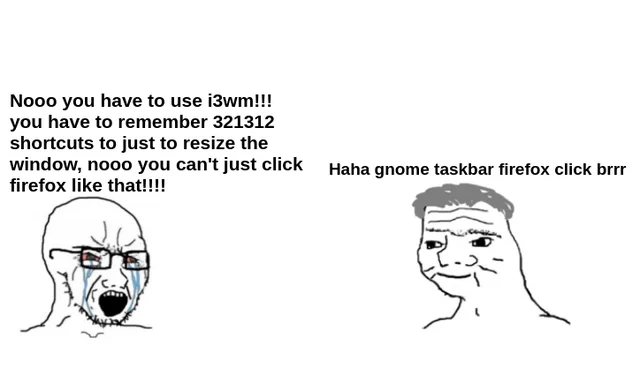 Nooo you have to use i3wm!!!
you have to remember 321312
shortcuts to just to resize the
window, nooo you can't just click
firefox like that!!!!
Haha gnome taskbar firefox click brrr